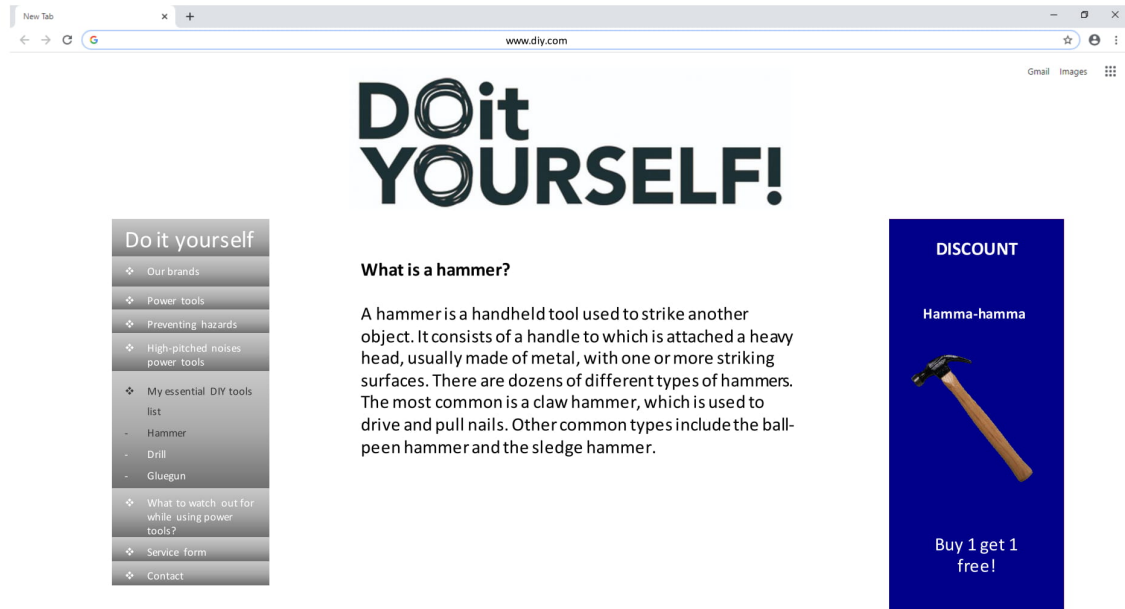 New Tab
www.diy.com
Gmail Images
DOit
YOURSELF!
Do it yourself
❖ Our brands
❖ Power tools
❖ Preventing hazards
❖ High-pitched noises
power tools
❖ My essential DIY tools
list
- Hammer
- Drill
- Gluegun
❖ What to watch out for
while using power
tools?
❖ Service form
❖ Contact
What is a hammer?
A hammer is a handheld tool used to strike another
object. It consists of a handle to which is attached a heavy
head, usually made of metal, with one or more striking
surfaces. There are dozens of different types of hammers.
The most common is a claw hammer, which is used to
drive and pull nails. Other common types include the ball-
peen hammer and the sledge hammer.
DISCOUNT
Hamma-hamma
Buy 1 get 1
free!